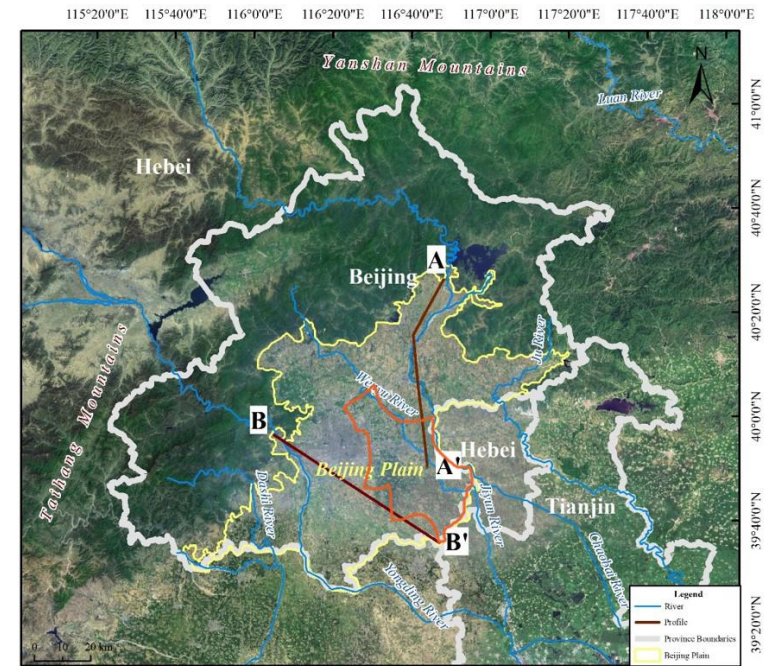 115°20'0"E 115°40'0"E 116°0'0"E 116°20'0"E 116°40'0"E 117°0'0"E 117°20'0"E 117°40'0"E 118°0'0"E
Yanshan Mountains
N
Luan River
41°0'0"N
Hebei
40°40'0"N
A
Beijing
40°20'0"N
Ju River
Taihang Mountains
Wenyu River
40°0'0"N
B
Hebei
A'
Beijing Plain
Dashi River
Jiyun River
Tianjin
39°40'0"N
B'
Chaobai River
Yongding River
39°20'0"N
Legend
River
Profile
Province Boundaries
Beijing Plain
0 10 20 km